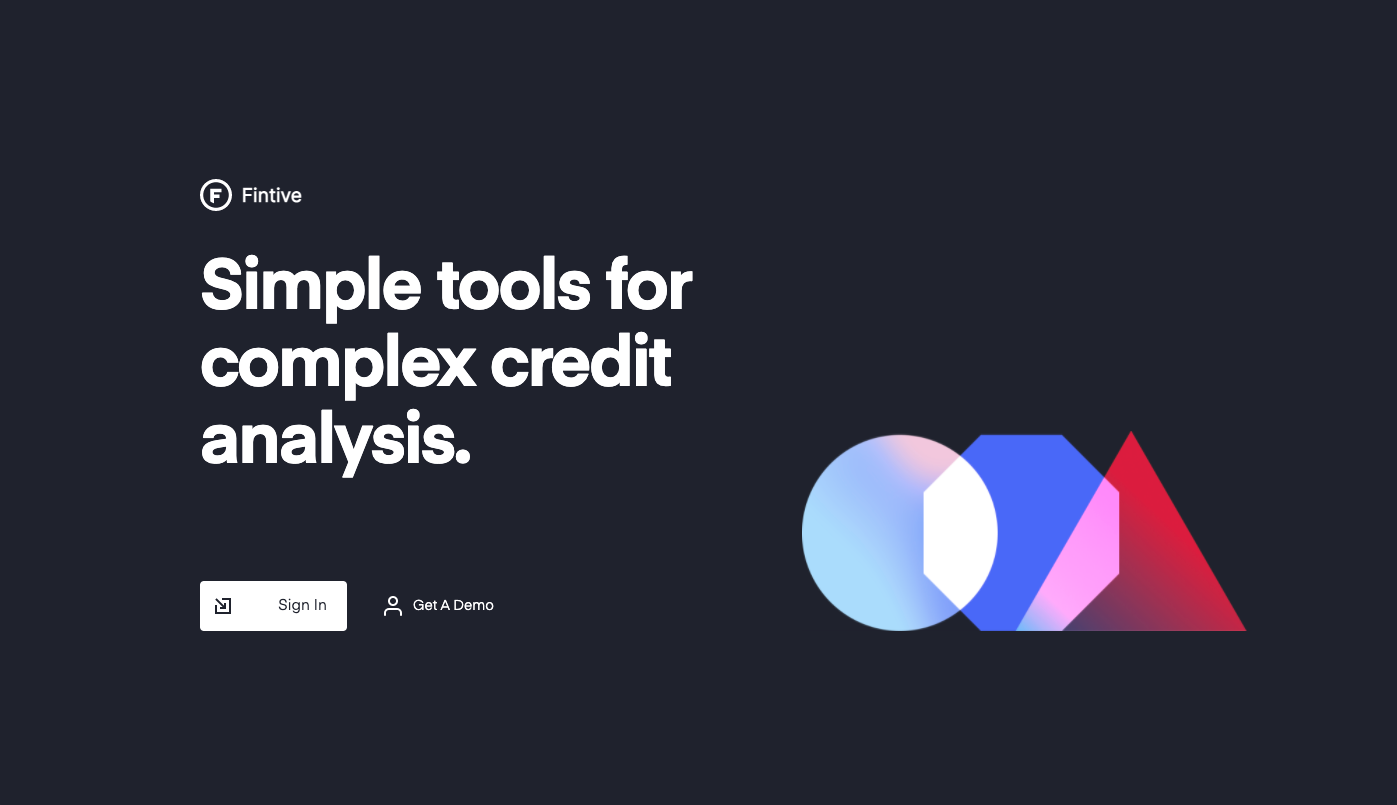 Fintive
Simple tools for
complex credit
analysis.
Sign In
Get A Demo